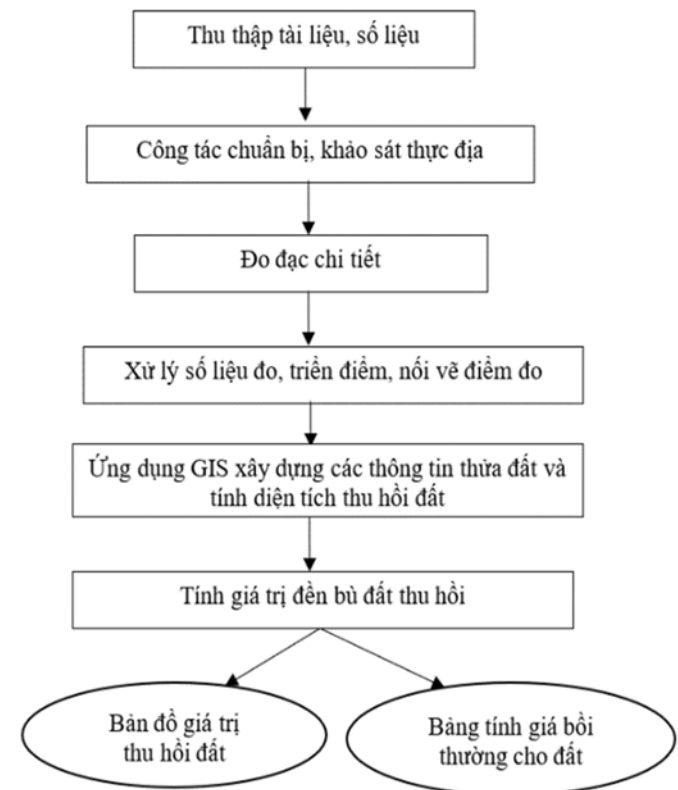 Thu thập tài liệu, số liệu
Công tác chuẩn bị, khảo sát thực địa
Đo đạc chi tiết
Xử lý số liệu đo, triền điểm, nối vẽ điểm đo
Ứng dụng GIS xây dựng các thông tin thửa đất và
tính diện tích thu hồi đất
Tính giá trị đền bù đất thu hồi
Bản đồ giá trị
thu hồi đất
Bảng tính giá bồi
thường cho đất